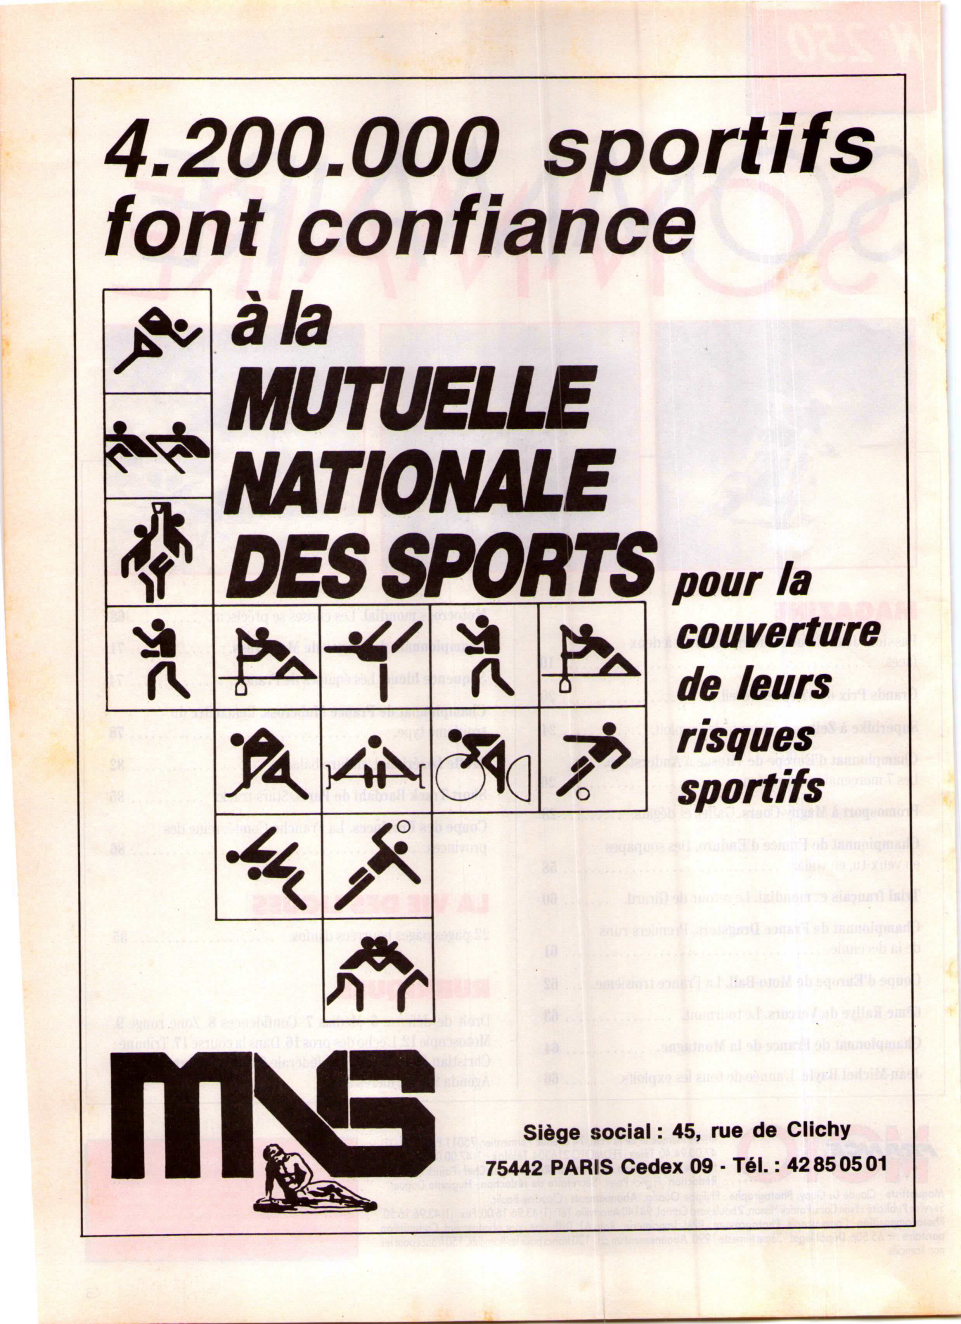 4.200.000 sportifs
font confiance
à la
MUTUELLE
NATIONALE
DES SPORTS
pour la
couverture
de leurs
risques
sportifs
MNS
Siège social : 45, rue de Clichy
75442 PARIS Cedex 09 - Tél. : 42 85 05 01